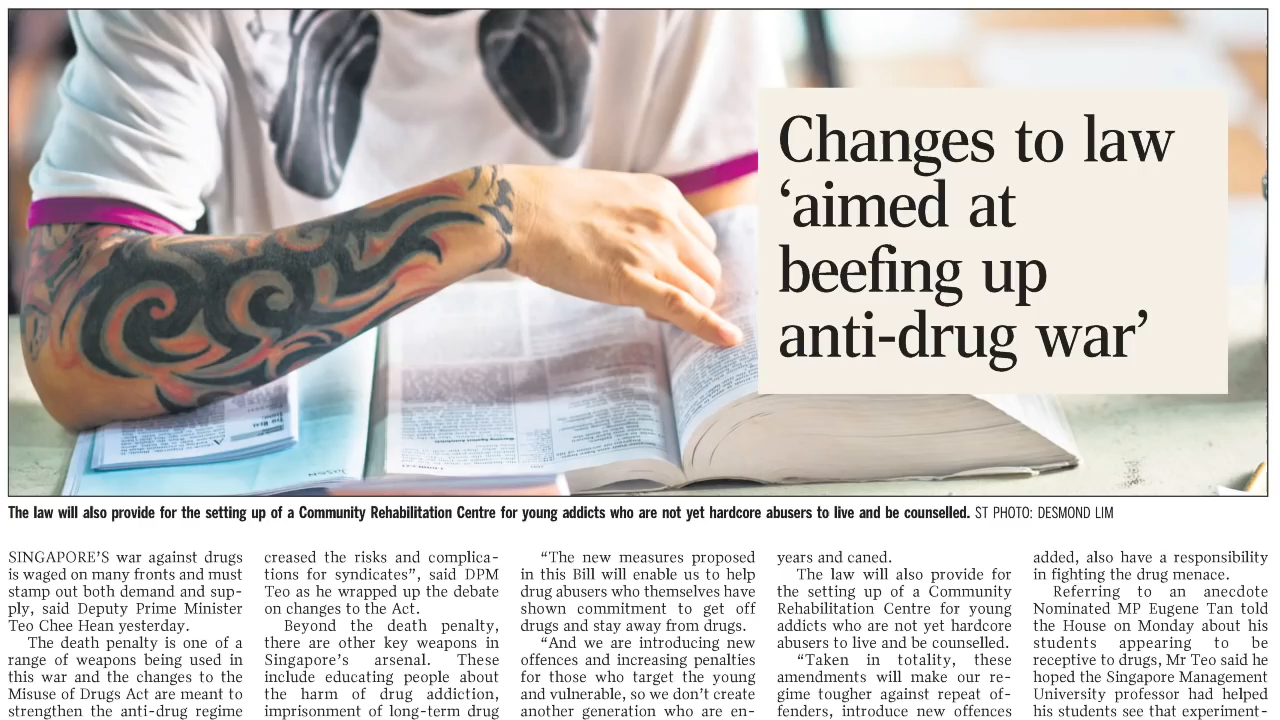 Changes to law
‘aimed at
beefing up
anti-drug war’
The law will also provide for the setting up of a Community Rehabilitation Centre for young addicts who are not yet hardcore abusers to live and be counselled. ST PHOTO: DESMOND LIM
SINGAPORE’S war against drugs
is waged on many fronts and must
stamp out both demand and sup-
ply, said Deputy Prime Minister
Teo Chee Hean yesterday.
The death penalty is one of a
range of weapons being used in
this war and the changes to the
Misuse of Drugs Act are meant to
strengthen the anti-drug regime
creased the risks and complica-
tions for syndicates”, said DPM
Teo as he wrapped up the debate
on changes to the Act.
Beyond the death penalty,
there are other key weapons in
Singapore’s arsenal. These
include educating people about
the harm of drug addiction,
imprisonment of long-term drug
“The new measures proposed
in this Bill will enable us to help
drug abusers who themselves have
shown commitment to get off
drugs and stay away from drugs.
“And we are introducing new
offences and increasing penalties
for those who target the young
and vulnerable, so we don’t create
another generation who are en-
years and caned.
The law will also provide for
the setting up of a Community
Rehabilitation Centre for young
addicts who are not yet hardcore
abusers to live and be counselled.
“Taken in totality, these
amendments will make our re-
gime tougher against repeat of-
fenders, introduce new offences
added, also have a responsibility
in fighting the drug menace.
Referring to an anecdote
Nominated MP Eugene Tan told
the House on Monday about his
students appearing to be
receptive to drugs, Mr Teo said he
hoped the Singapore Management
University professor had helped
his students see that experiment-